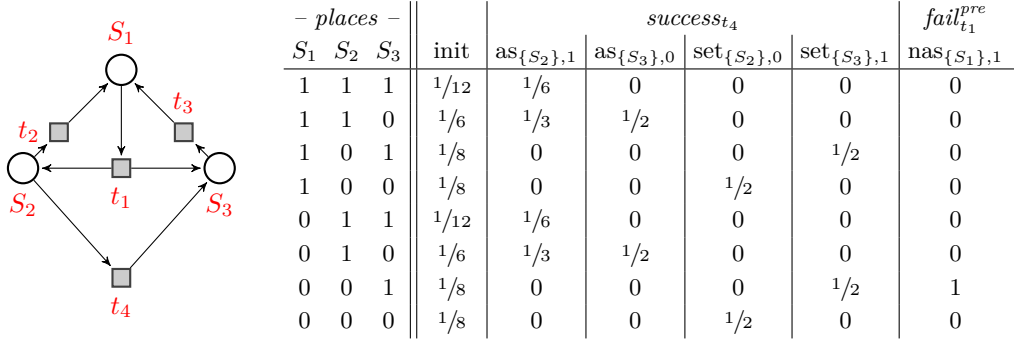 S₁
t₃
t₂
t₁
S₂
S₃
t₄
– places – success_{t₄} fail^{pre}_{t₁}
S₁ S₂ S₃ init as_{{S₂},1} as_{{S₃},0} set_{{S₂},0} set_{{S₃},1} nas_{{S₁},1}
1 1 1 1/12 1/6 0 0 0 0
1 1 0 1/6 1/3 1/2 0 0 0
1 0 1 1/8 0 0 0 1/2 0
1 0 0 1/8 0 0 1/2 0 0
0 1 1 1/12 1/6 0 0 0 0
0 1 0 1/6 1/3 1/2 0 0 0
0 0 1 1/8 0 0 0 1/2 1
0 0 0 1/8 0 0 1/2 0 0